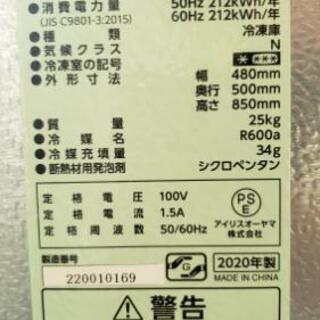 ●消費電力量 50Hz 212kWh/年
(JIS C9801-3:2015) 60Hz 212kWh/年
●種類 冷凍庫
●気候クラス N
●冷凍室の記号
●外形寸法 幅 480mm
奥行 500mm
高さ 850mm
●質量 25kg
●冷媒名 R600a
●冷媒充填量 34g
●断熱材用発泡剤 シクロペンタン
定格電圧 100V
定格電流 1.5A
定格周波数 50/60Hz
PSE
アイリスオーヤマ
株式会社
製造番号
220010169
G
2020年製
MADE IN CHINA
警告